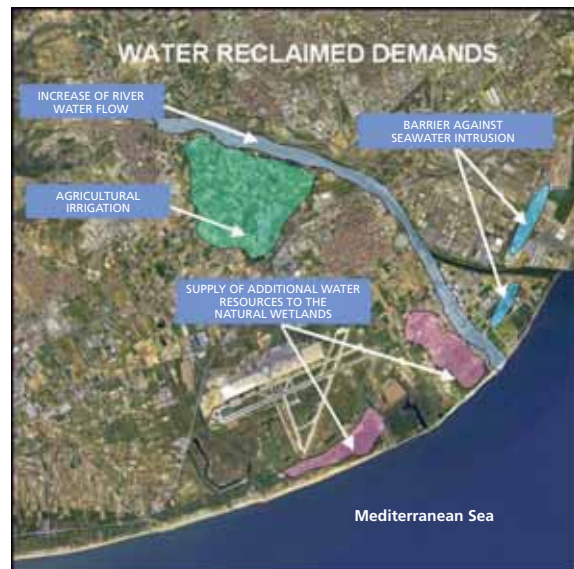 WATER RECLAIMED DEMANDS
INCREASE OF RIVER
WATER FLOW
BARRIER AGAINST
SEAWATER INTRUSION
AGRICULTURAL
IRRIGATION
SUPPLY OF ADDITIONAL WATER
RESOURCES TO THE
NATURAL WETLANDS
Mediterranean Sea